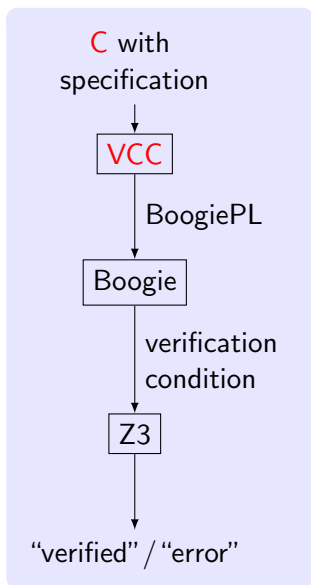 C with
specification
VCC
BoogiePL
Boogie
verification
condition
Z3
“verified” / “error”